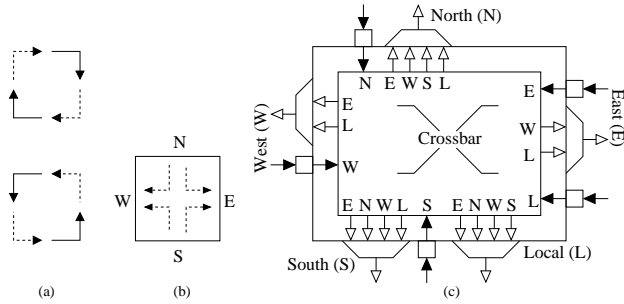 North (N)
N E W S L
E
L
W
West (W)
Crossbar
E
W
L
L
East (E)
N
W E
S
E N W L S E N W S
South (S)
Local (L)
(a) (b) (c)